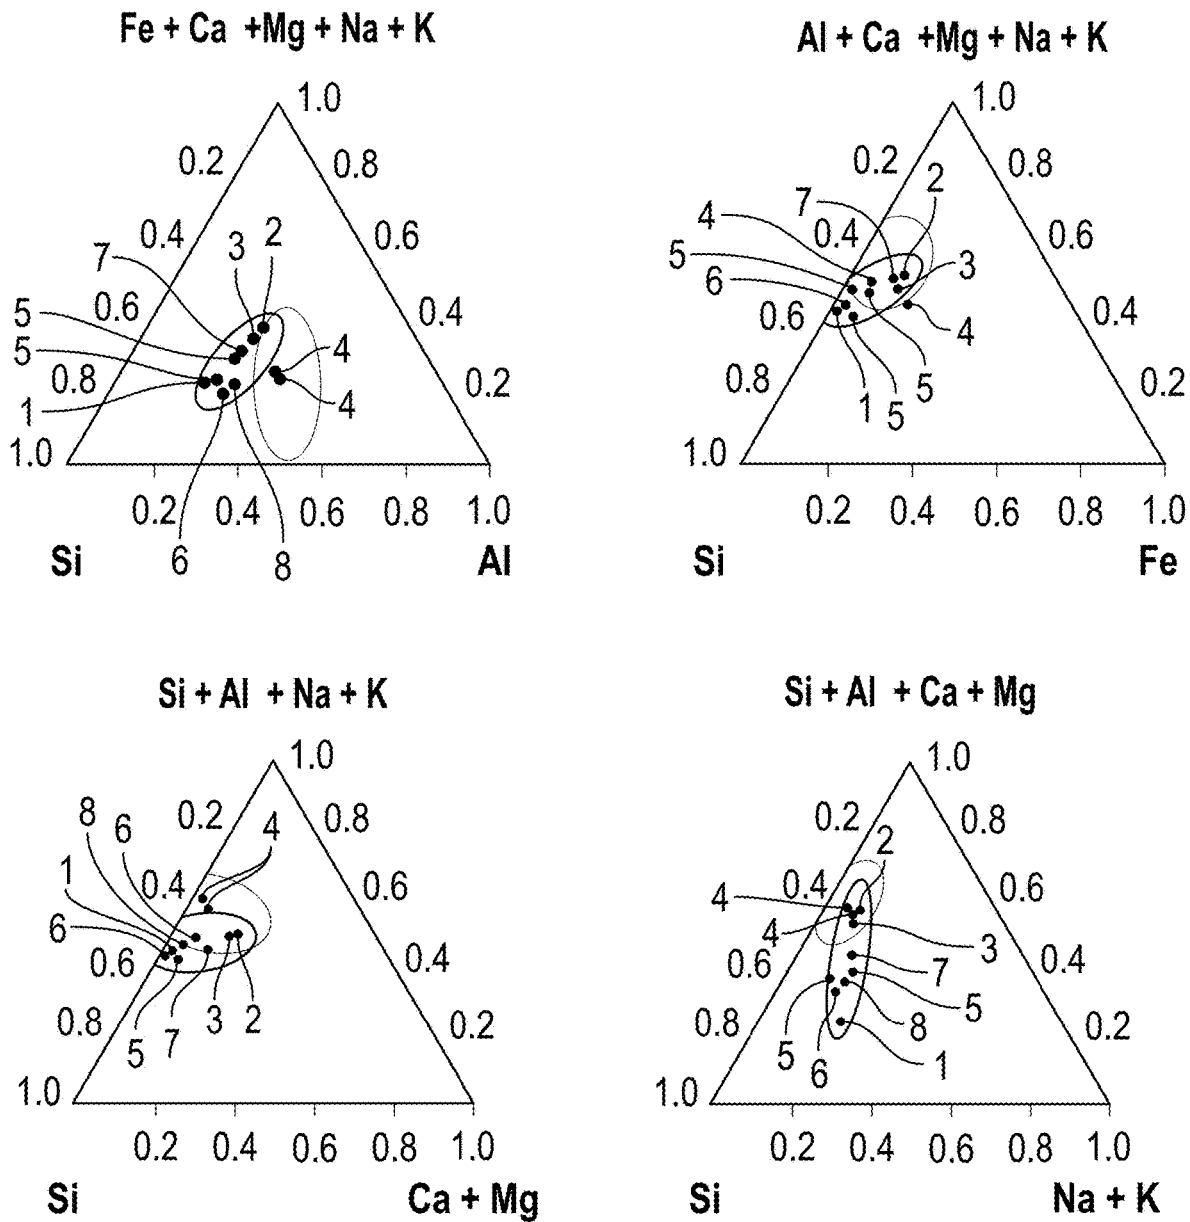 Fe + Ca +Mg + Na + K
1.0
0.2 0.8
0.4 3 2 0.6
7
5 0.6 0.4
5 4
0.8 0.2
1 4
1.0
0.2 0.4 0.6 0.8 1.0
Si 6 8 Al
Al + Ca +Mg + Na + K
1.0
0.2 0.8
2
7
4 0.4 0.6
5
6 3
0.6 0.4
4
0.8 0.2
1 5 5
1.0
0.2 0.4 0.6 0.8 1.0
Si Fe
Si + Al + Na + K
1.0
8 6 0.2 4 0.8
1 0.4 0.6
6
0.6 0.4
0.8 5 7 3 2 0.2
1.0
0.2 0.4 0.6 0.8 1.0
Si Ca + Mg
Si + Al + Ca + Mg
1.0
0.2 0.8
2
4 0.4 0.6
4
3
0.6 7 0.4
5
0.8 8 0.2
5 6 1
1.0
0.2 0.4 0.6 0.8 1.0
Si Na + K